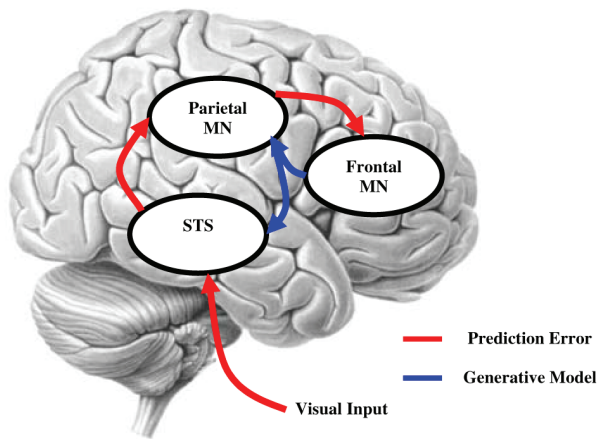 Parietal
MN
Frontal
MN
STS
Prediction Error
Generative Model
Visual Input